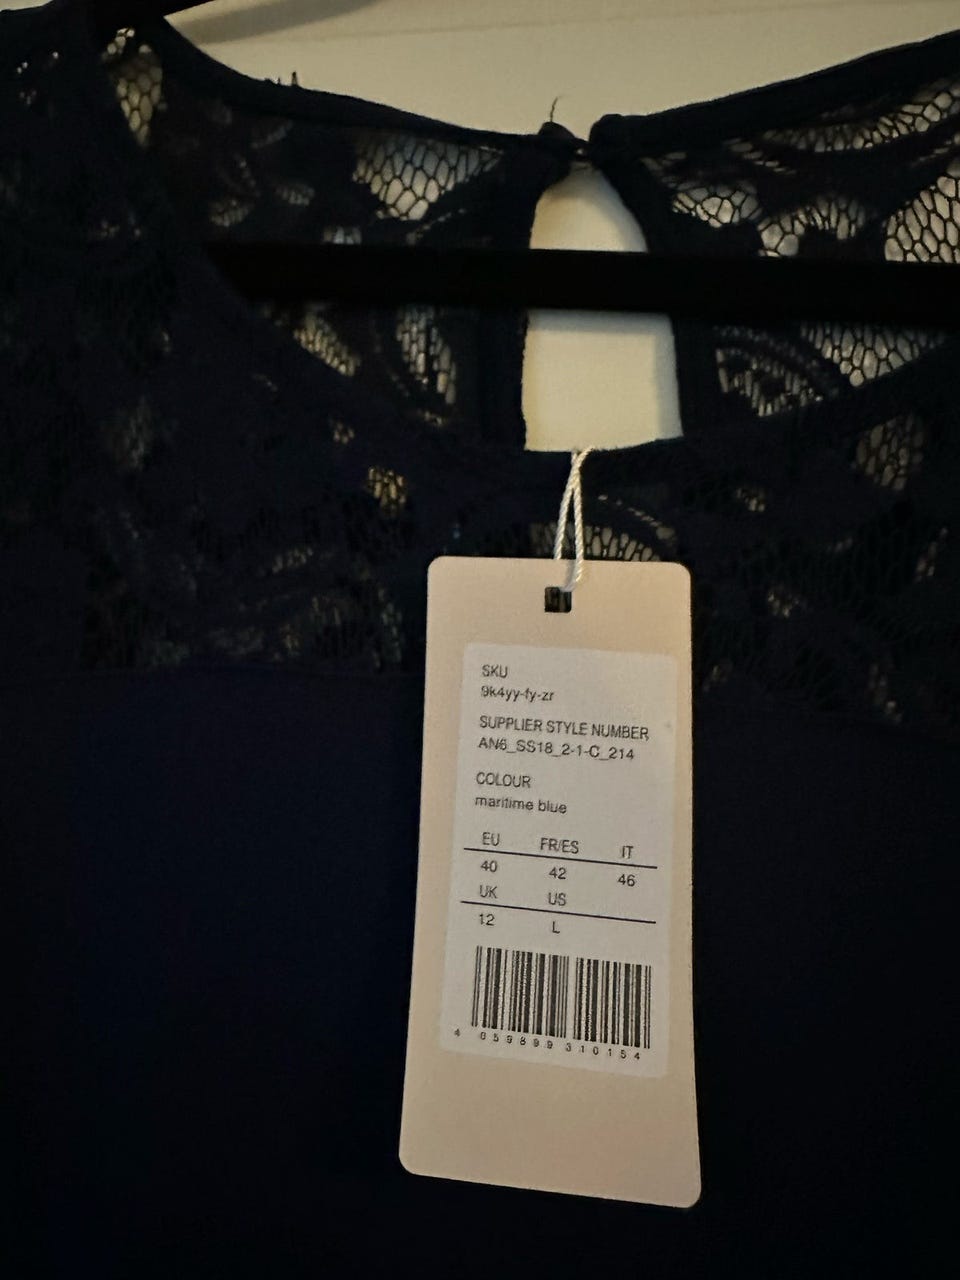 SKU
9k4yy-fy-zr
SUPPLIER STYLE NUMBER
AN6_SS18_2-1-C_214
COLOUR
maritime blue
EU FR/ES IT
40 42 46
UK US
12 L
4 059899 310154